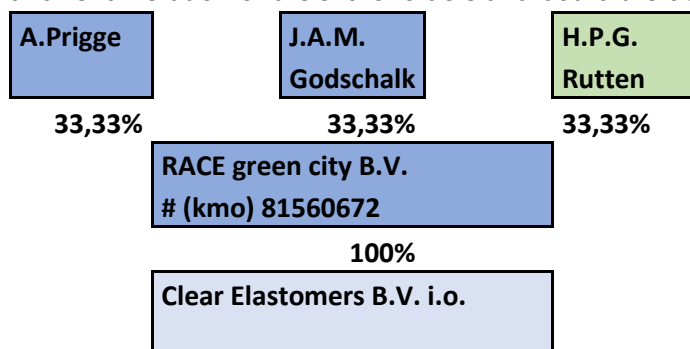 A.Prigge
J.A.M.
Godschalk
H.P.G.
Rutten
33,33%
33,33%
33,33%
RACE green city B.V.
# (kmo) 81560672
100%
Clear Elastomers B.V. i.o.